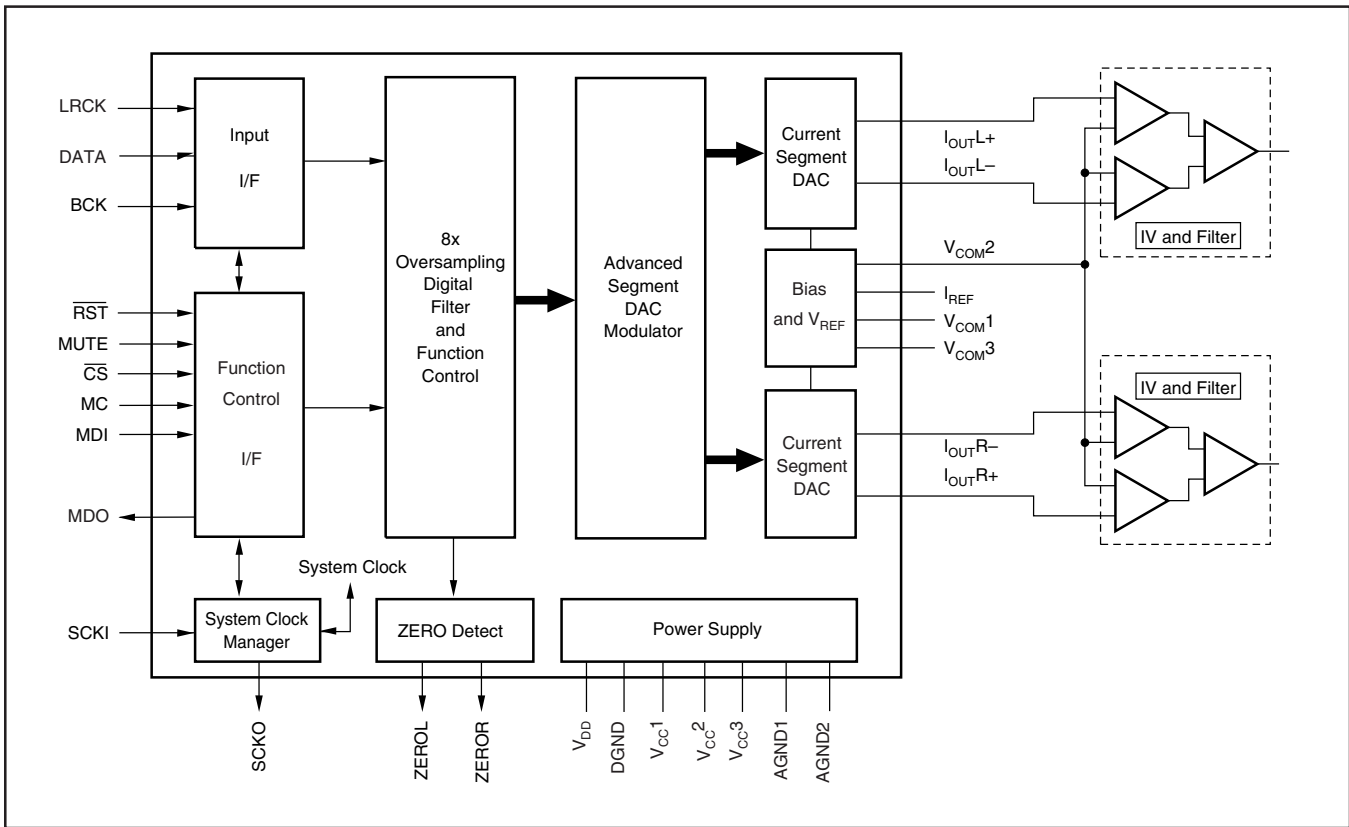 LRCK
DATA
BCK
RST
MUTE
CS
MC
MDI
MDO
SCKI
Input
I/F
Function
Control
I/F
System Clock
Manager
System Clock
SCKO
8x
Oversampling
Digital
Filter
and
Function
Control
ZERO Detect
ZEROL
ZEROR
Advanced
Segment
DAC
Modulator
Power Supply
VDD
DGND
VCC1
VCC2
VCC3
AGND1
AGND2
Current
Segment
DAC
Bias
and VREF
Current
Segment
DAC
IOUTL+
IOUTL–
VCOM2
IREF
VCOM1
VCOM3
IOUTR–
IOUTR+
IV and Filter
IV and Filter